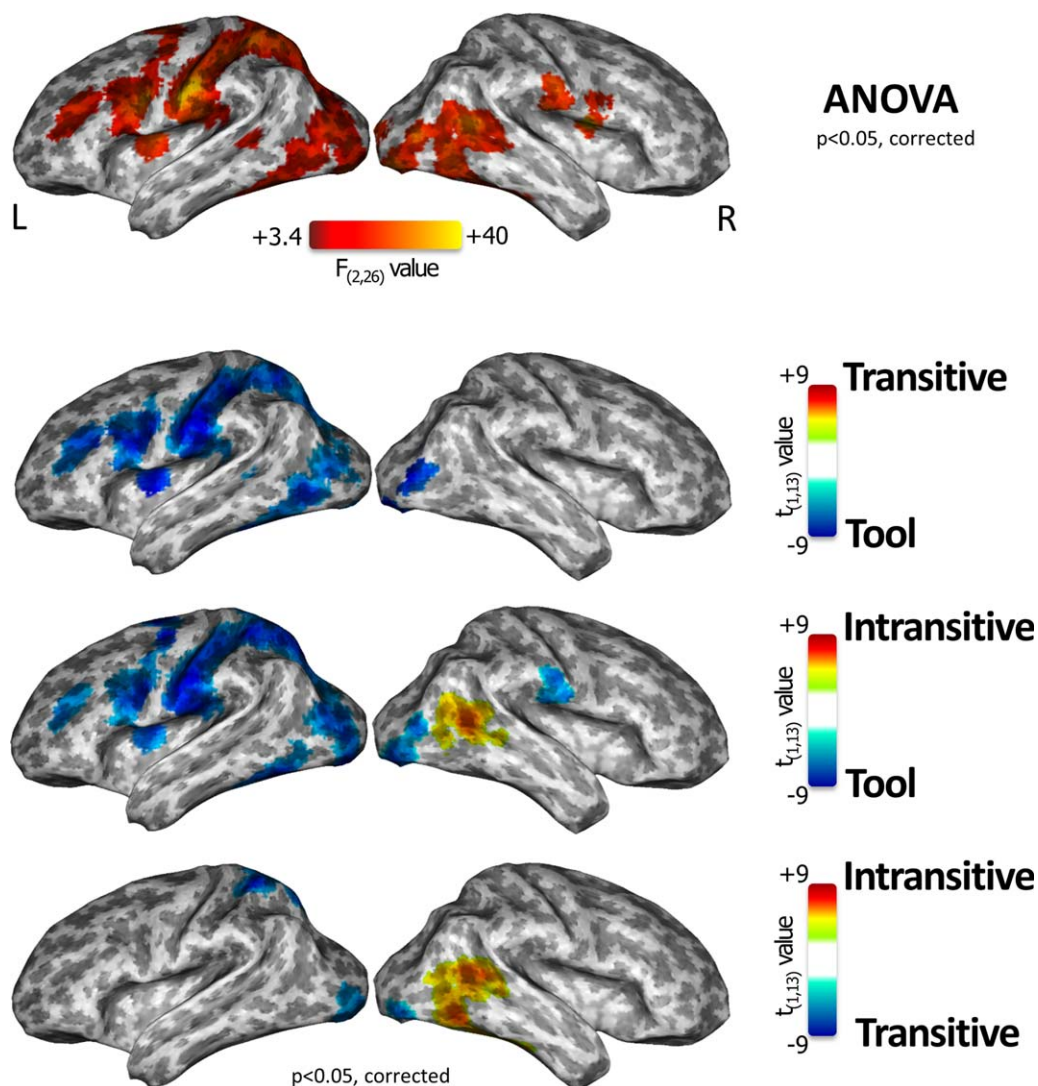 ANOVA
p<0.05, corrected
L
R
+3.4
+40
F(2,26) value
+9
Transitive
t(1,13) value
-9
Tool
+9
Intransitive
t(1,13) value
-9
Tool
+9
Intransitive
t(1,13) value
-9
Transitive
p<0.05, corrected